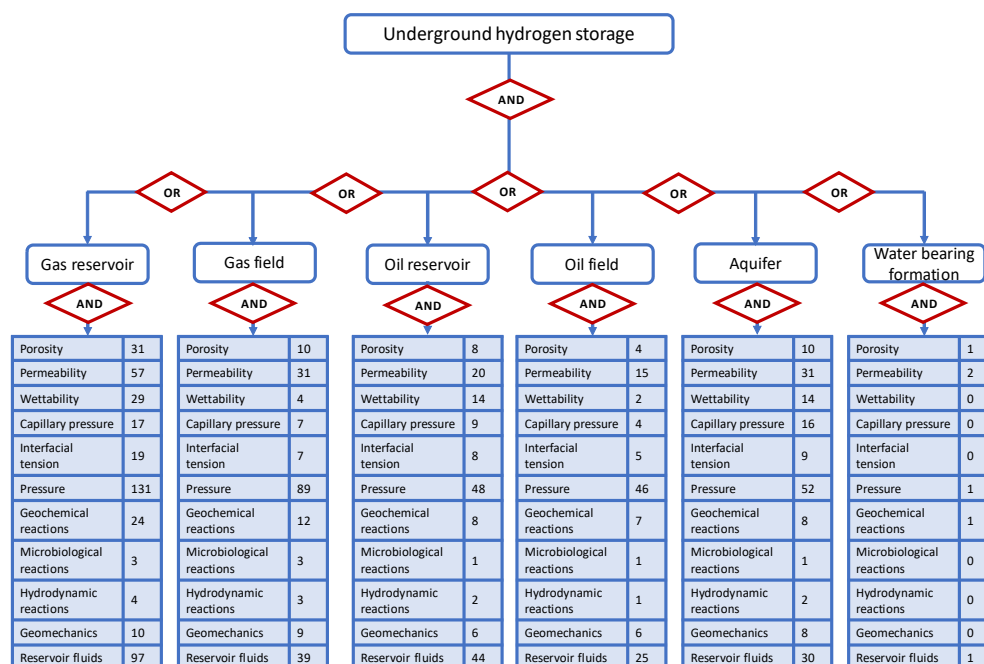 Underground hydrogen storage
AND
OR
OR
OR
OR
OR
Gas reservoir
Gas field
Oil reservoir
Oil field
Aquifer
Water bearing
formation
AND
AND
AND
AND
AND
AND
Porosity 31
Permeability 57
Wettability 29
Capillary pressure 17
Interfacial
tension 19
Pressure 131
Geochemical
reactions 24
Microbiological
reactions 3
Hydrodynamic
reactions 4
Geomechanics 10
Reservoir fluids 97
Porosity 10
Permeability 31
Wettability 4
Capillary pressure 7
Interfacial
tension 7
Pressure 89
Geochemical
reactions 12
Microbiological
reactions 3
Hydrodynamic
reactions 3
Geomechanics 9
Reservoir fluids 39
Porosity 8
Permeability 20
Wettability 14
Capillary pressure 9
Interfacial
tension 8
Pressure 48
Geochemical
reactions 8
Microbiological
reactions 1
Hydrodynamic
reactions 2
Geomechanics 6
Reservoir fluids 44
Porosity 4
Permeability 15
Wettability 2
Capillary pressure 4
Interfacial
tension 5
Pressure 46
Geochemical
reactions 7
Microbiological
reactions 1
Hydrodynamic
reactions 1
Geomechanics 6
Reservoir fluids 25
Porosity 10
Permeability 31
Wettability 14
Capillary pressure 16
Interfacial
tension 9
Pressure 52
Geochemical
reactions 8
Microbiological
reactions 1
Hydrodynamic
reactions 2
Geomechanics 8
Reservoir fluids 30
Porosity 1
Permeability 2
Wettability 0
Capillary pressure 0
Interfacial
tension 0
Pressure 1
Geochemical
reactions 1
Microbiological
reactions 0
Hydrodynamic
reactions 0
Geomechanics 0
Reservoir fluids 1